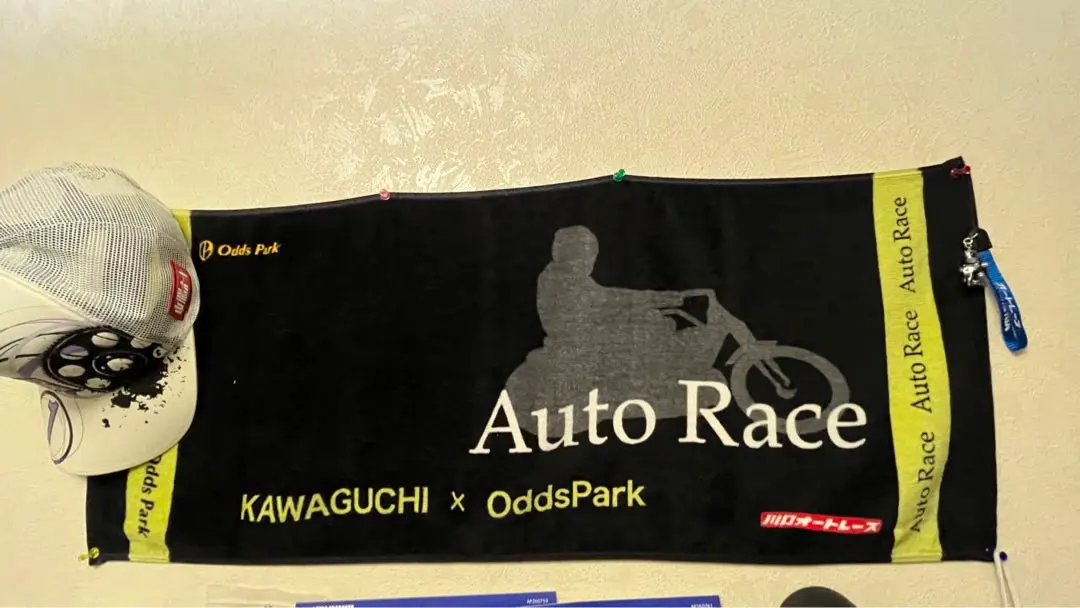 Odds Park
Auto Race
KAWAGUCHI x OddsPark
川口オートレース
Auto Race
Auto Race
Auto Race
Odds Park
AP260753